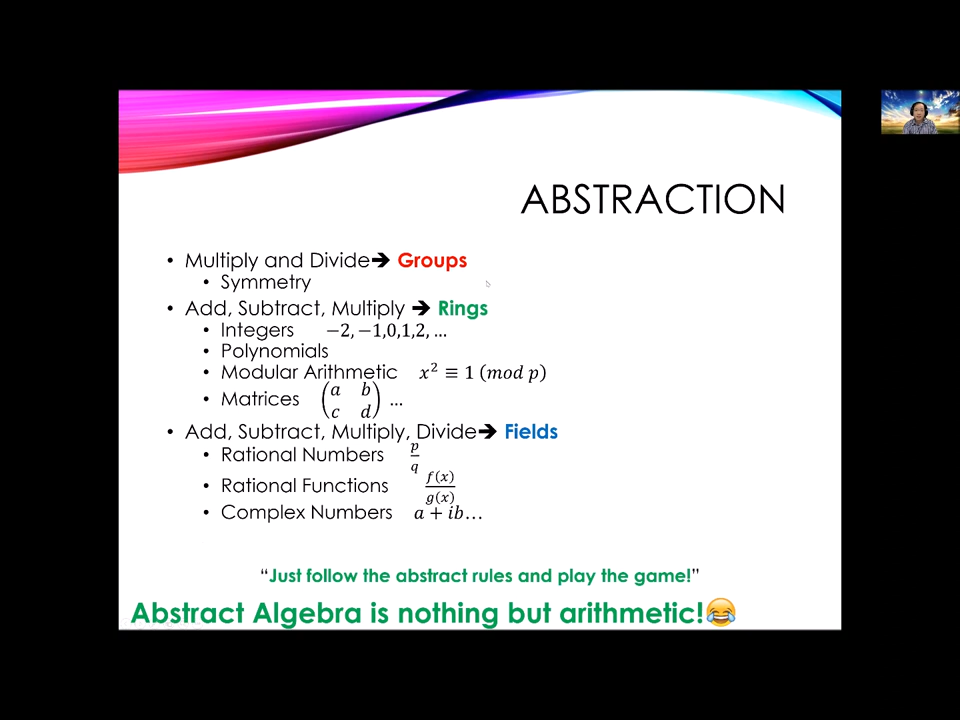 ABSTRACTION
• Multiply and Divide➔ Groups
• Symmetry
• Add, Subtract, Multiply ➔ Rings
• Integers −2, −1,0,1,2, …
• Polynomials
• Modular Arithmetic x² ≡ 1 (mod p)
• Matrices (a b
c d) …
• Add, Subtract, Multiply, Divide➔ Fields
• Rational Numbers p/q
• Rational Functions f(x)/g(x)
• Complex Numbers a + ib…
“Just follow the abstract rules and play the game!”
Abstract Algebra is nothing but arithmetic!😂